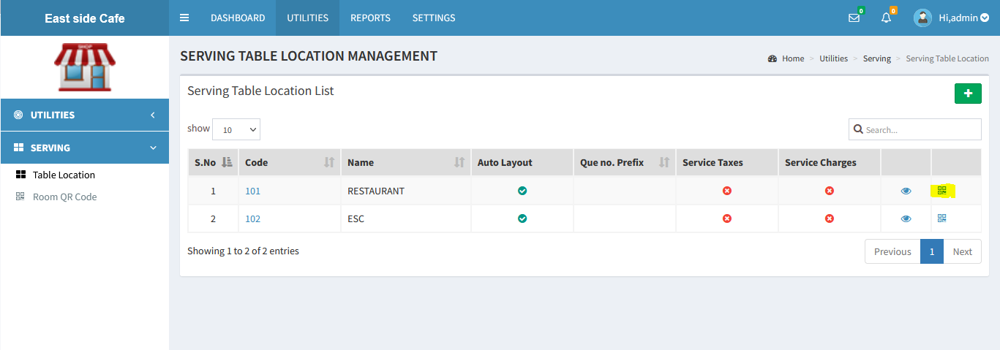 East side Cafe
DASHBOARD UTILITIES REPORTS SETTINGS 0 0 Hi,admin
SHOP
SERVING TABLE LOCATION MANAGEMENT
Home > Utilities > Serving > Serving Table Location
Serving Table Location List
UTILITIES
show 10 Search...
SERVING
S.No Code Name Auto Layout Que no. Prefix Service Taxes Service Charges
Table Location
Room QR Code
1 101 RESTAURANT
2 102 ESC
Showing 1 to 2 of 2 entries
Previous 1 Next